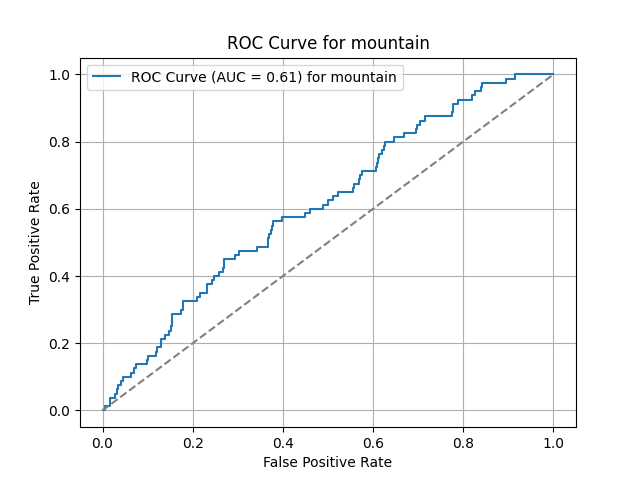 ROC Curve for mountain
ROC Curve (AUC = 0.61) for mountain
True Positive Rate
1.0
0.8
0.6
0.4
0.2
0.0
0.0 0.2 0.4 0.6 0.8 1.0
False Positive Rate